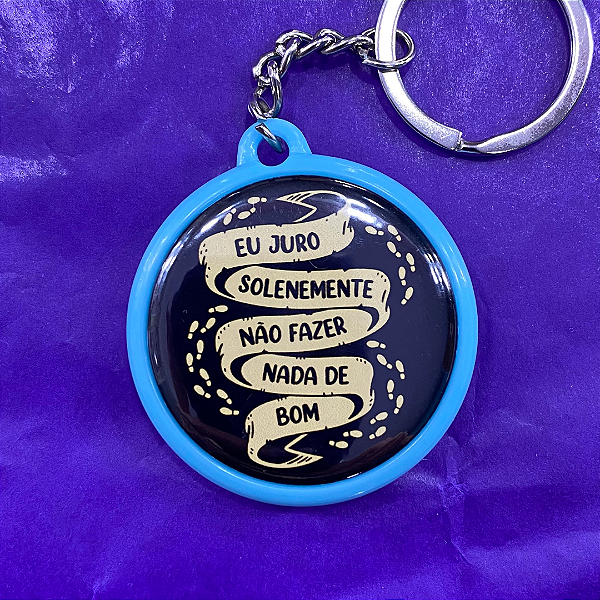 EU JURO
SOLENEMENTE
NÃO FAZER
NADA DE
BOM